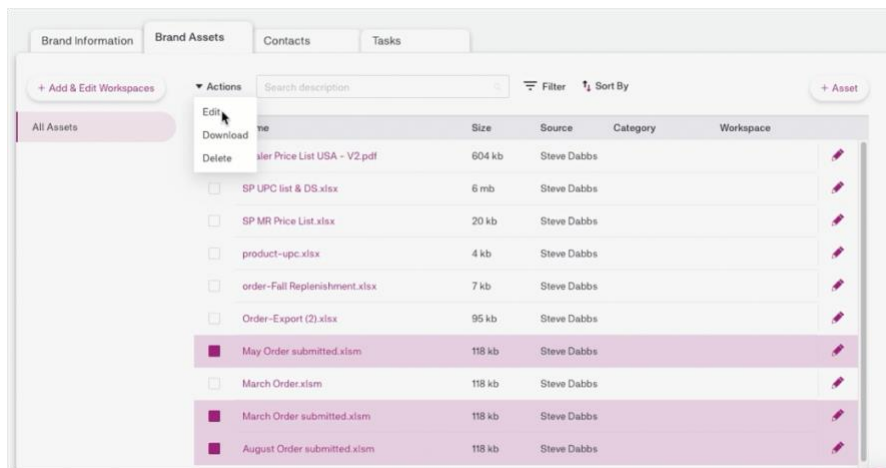 Brand Information Brand Assets Contacts Tasks
+ Add & Edit Workspaces Actions Search description Filter Sort By + Asset
Edit
All Assets me Size Source Category Workspace
Download
Delete aler Price List USA - V2.pdf 604 kb Steve Dabbs
SP UPC list & DS.xlsx 6 mb Steve Dabbs
SP MR Price List.xlsx 20 kb Steve Dabbs
product-upc.xlsx 4 kb Steve Dabbs
order-Fall Replenishment.xlsx 7 kb Steve Dabbs
Order-Export (2).xlsx 95 kb Steve Dabbs
May Order submitted.xlsm 118 kb Steve Dabbs
March Order.xlsm 118 kb Steve Dabbs
March Order submitted.xlsm 118 kb Steve Dabbs
August Order submitted.xlsm 118 kb Steve Dabbs